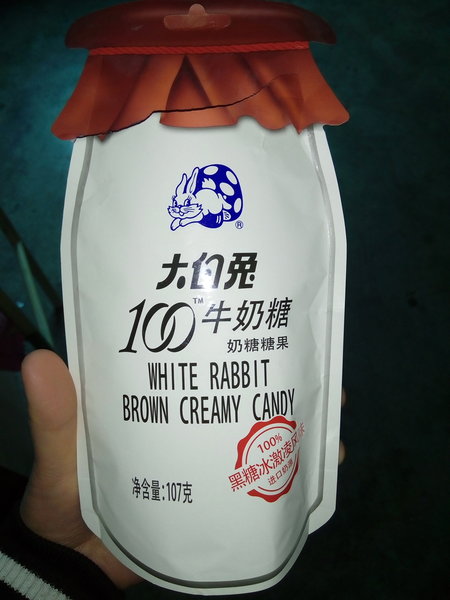 ®
大白兔
100™牛奶糖
奶糖糖果
WHITE RABBIT
BROWN CREAMY CANDY
100%
黑糖冰激凌风味
进口奶源
净含量:107克